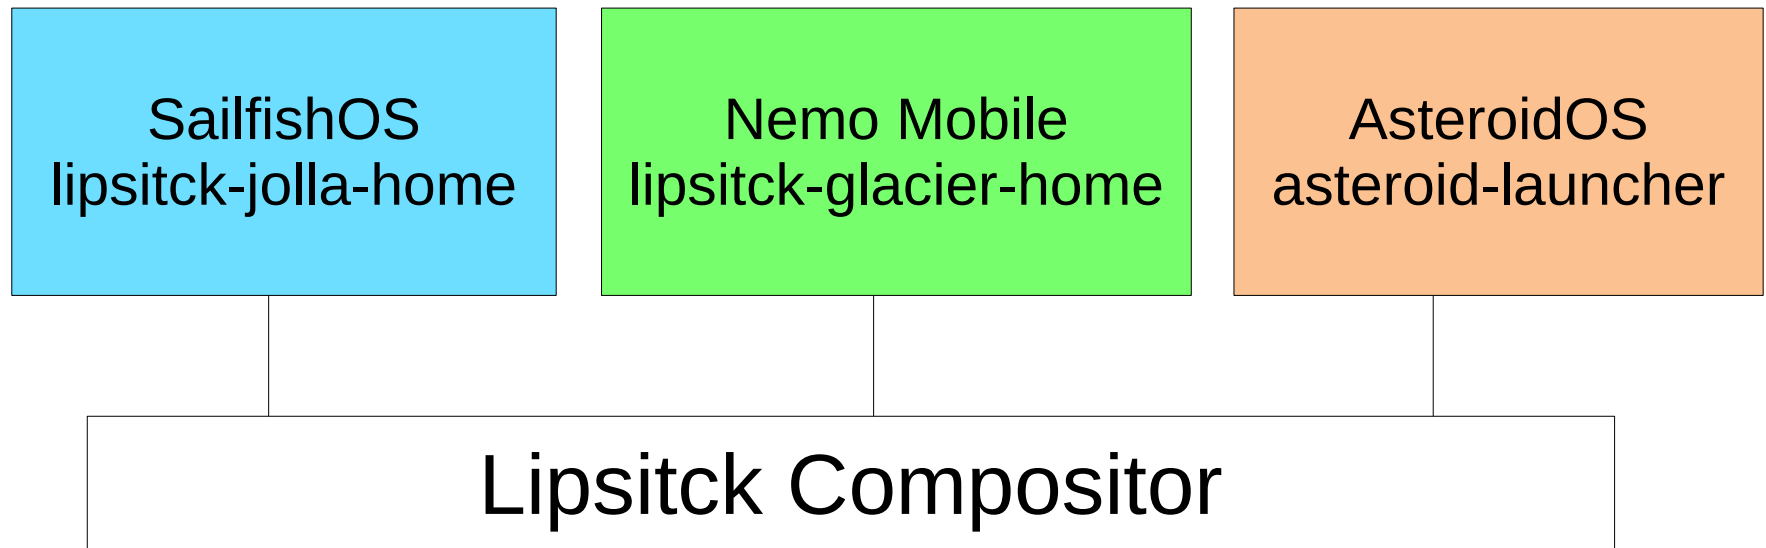 SailfishOS
lipsitck-jolla-home
Nemo Mobile
lipsitck-glacier-home
AsteroidOS
asteroid-launcher
Lipsitck Compositor